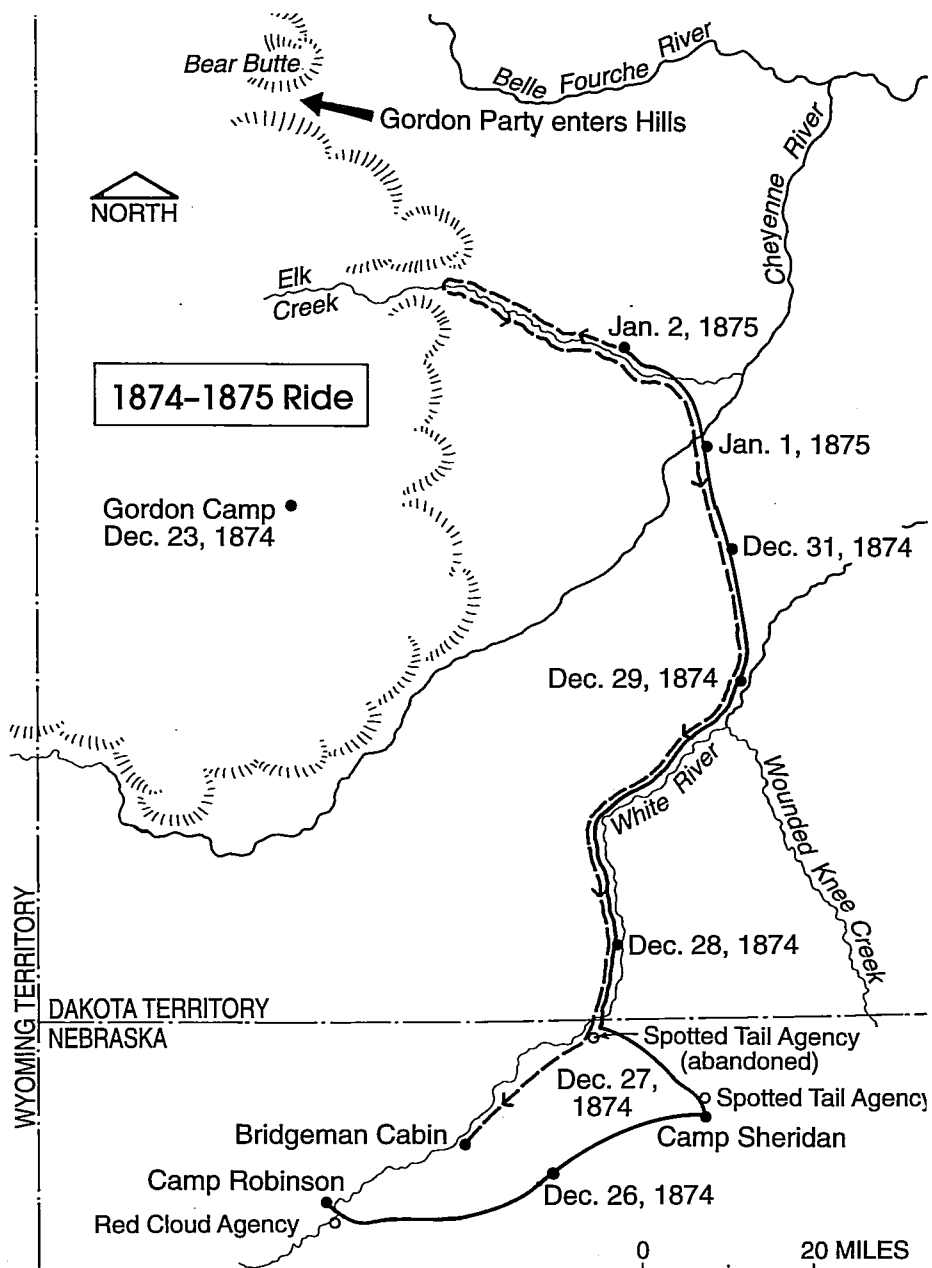 Bear Butte
Belle Fourche River
Gordon Party enters Hills
Cheyenne River
NORTH
Elk
Creek
Jan. 2, 1875
1874–1875 Ride
Jan. 1, 1875
Gordon Camp
Dec. 23, 1874
Dec. 31, 1874
Dec. 29, 1874
White River
Wounded Knee Creek
Dec. 28, 1874
WYOMING TERRITORY
DAKOTA TERRITORY
NEBRASKA
Spotted Tail Agency
(abandoned)
Dec. 27,
1874
Spotted Tail Agency
Bridgeman Cabin
Camp Sheridan
Camp Robinson
Dec. 26, 1874
Red Cloud Agency
0 20 MILES